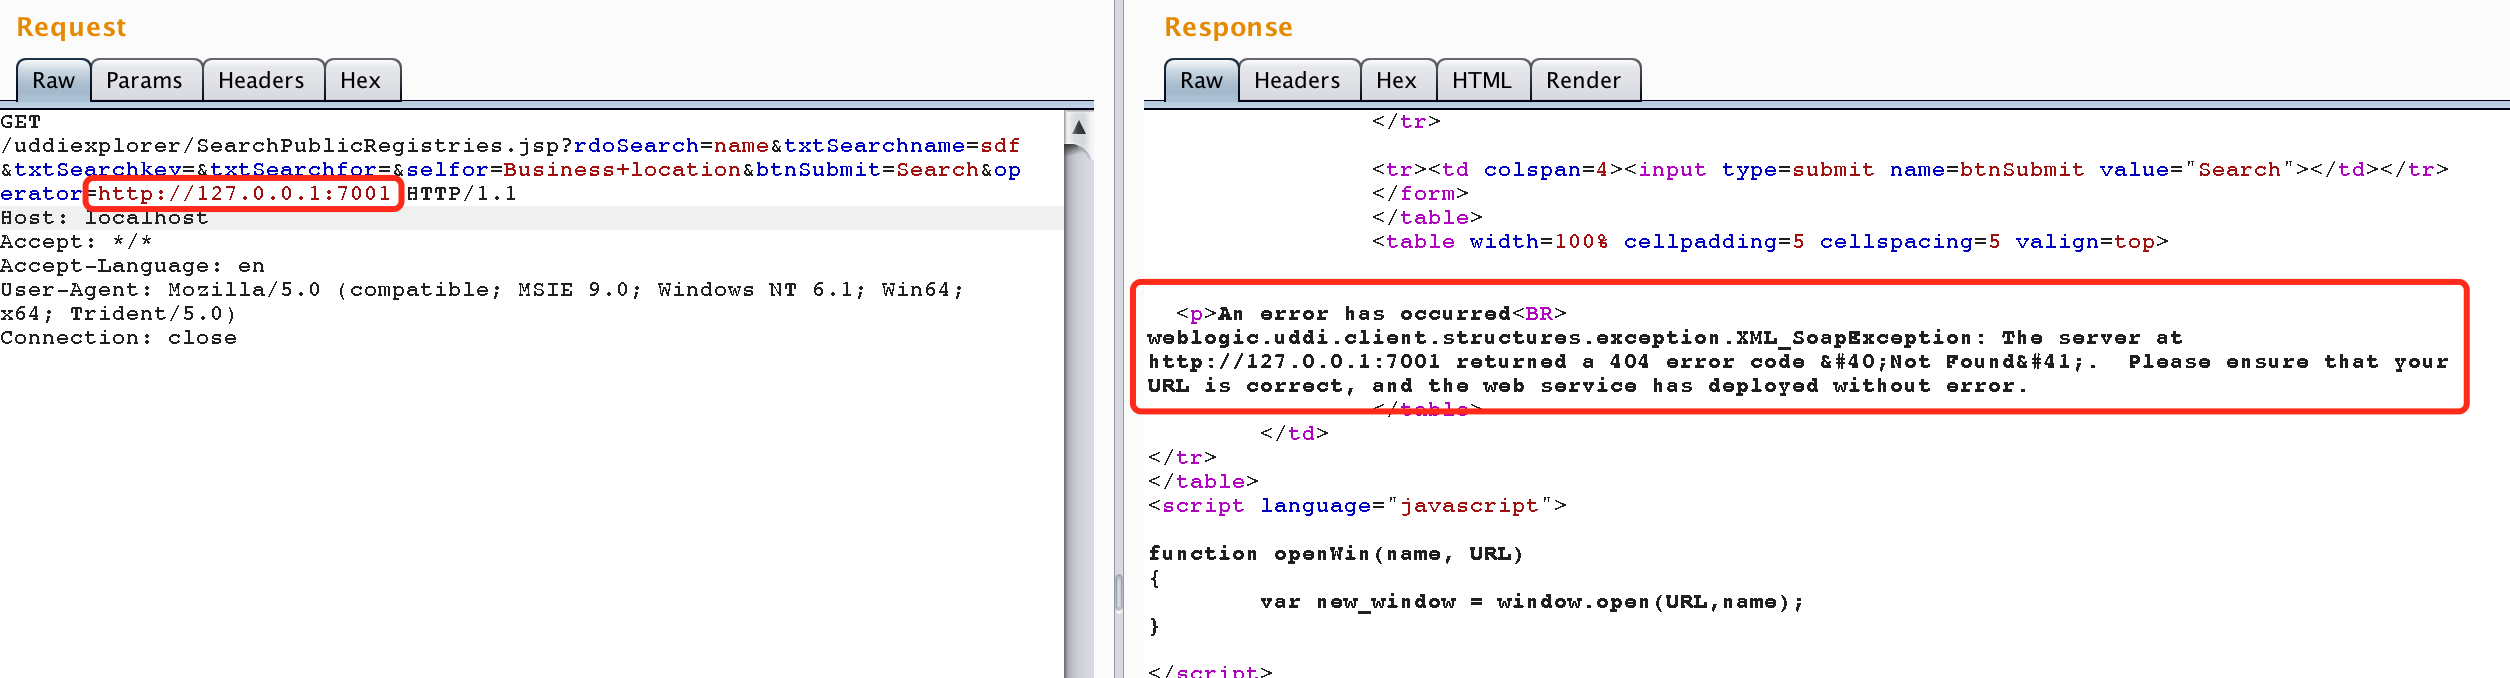 Request
Raw Params Headers Hex
GET
/uddiexplorer/SearchPublicRegistries.jsp?rdoSearch=name&txtSearchname=sdf
&txtSearchkey=&txtSearchfor=&selfor=Business+location&btnSubmit=Search&op
erator=http://127.0.0.1:7001 HTTP/1.1
Host: localhost
Accept: */*
Accept-Language: en
User-Agent: Mozilla/5.0 (compatible; MSIE 9.0; Windows NT 6.1; Win64;
x64; Trident/5.0)
Connection: close
Response
Raw Headers Hex HTML Render
</tr>
<tr><td colspan=4><input type=submit name=btnSubmit value="Search"></td></tr>
</form>
</table>
<table width=100% cellpadding=5 cellspacing=5 valign=top>
<p>An error has occurred<BR>
weblogic.uddi.client.structures.exception.XML_SoapException: The server at
http://127.0.0.1:7001 returned a 404 error code &#40;Not Found&#41;.  Please ensure that your
URL is correct, and the web service has deployed without error.
</table>
</td>
</tr>
</table>
<script language="javascript">
function openWin(name, URL)
{
var new_window = window.open(URL,name);
}
</script>